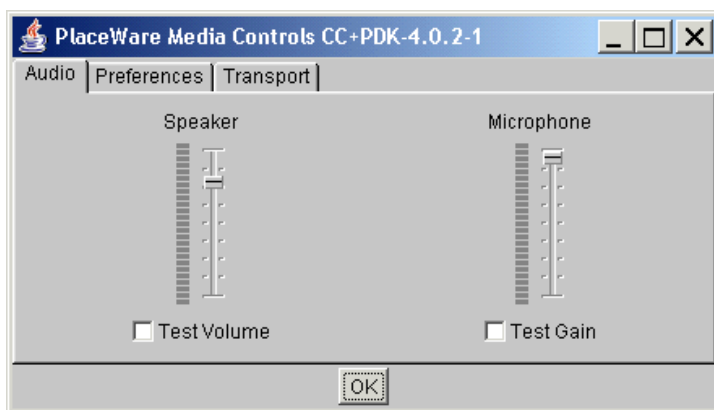 PlaceWare Media Controls CC+PDK-4.0.2-1
Audio Preferences Transport
Speaker Microphone
Test Volume Test Gain
OK